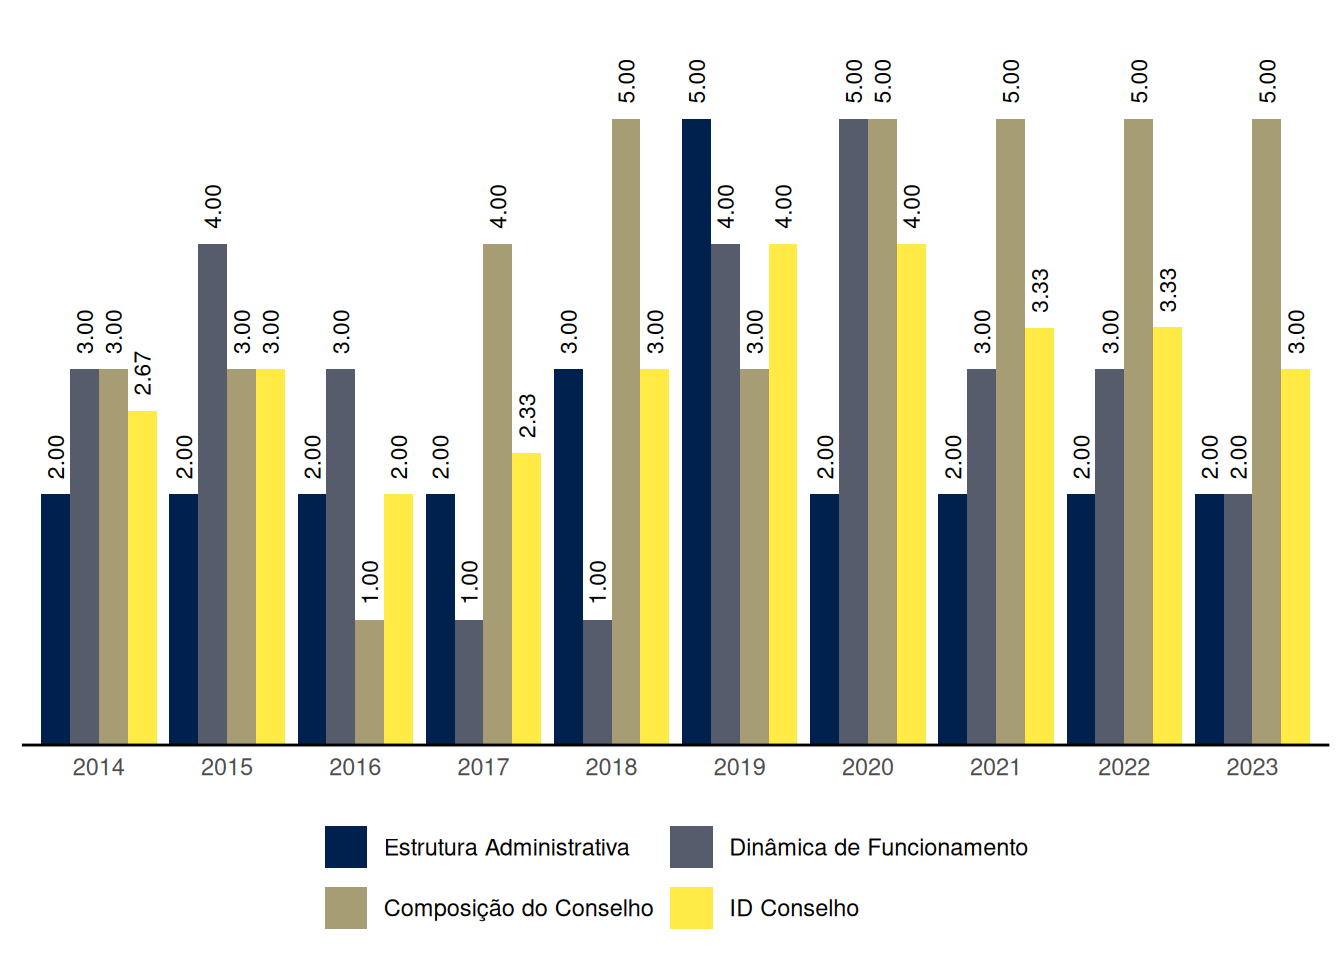 2.00 3.00 3.00 2.67 2.00 4.00 3.00 3.00 2.00 3.00 1.00 2.00 2.00 1.00 4.00 2.33 3.00 1.00 5.00 3.00 5.00 4.00 3.00 4.00 2.00 5.00 5.00 4.00 2.00 3.00 5.00 3.33 2.00 3.00 5.00 3.33 2.00 2.00 5.00 3.00
2014 2015 2016 2017 2018 2019 2020 2021 2022 2023
Estrutura Administrativa Dinâmica de Funcionamento
Composição do Conselho ID Conselho